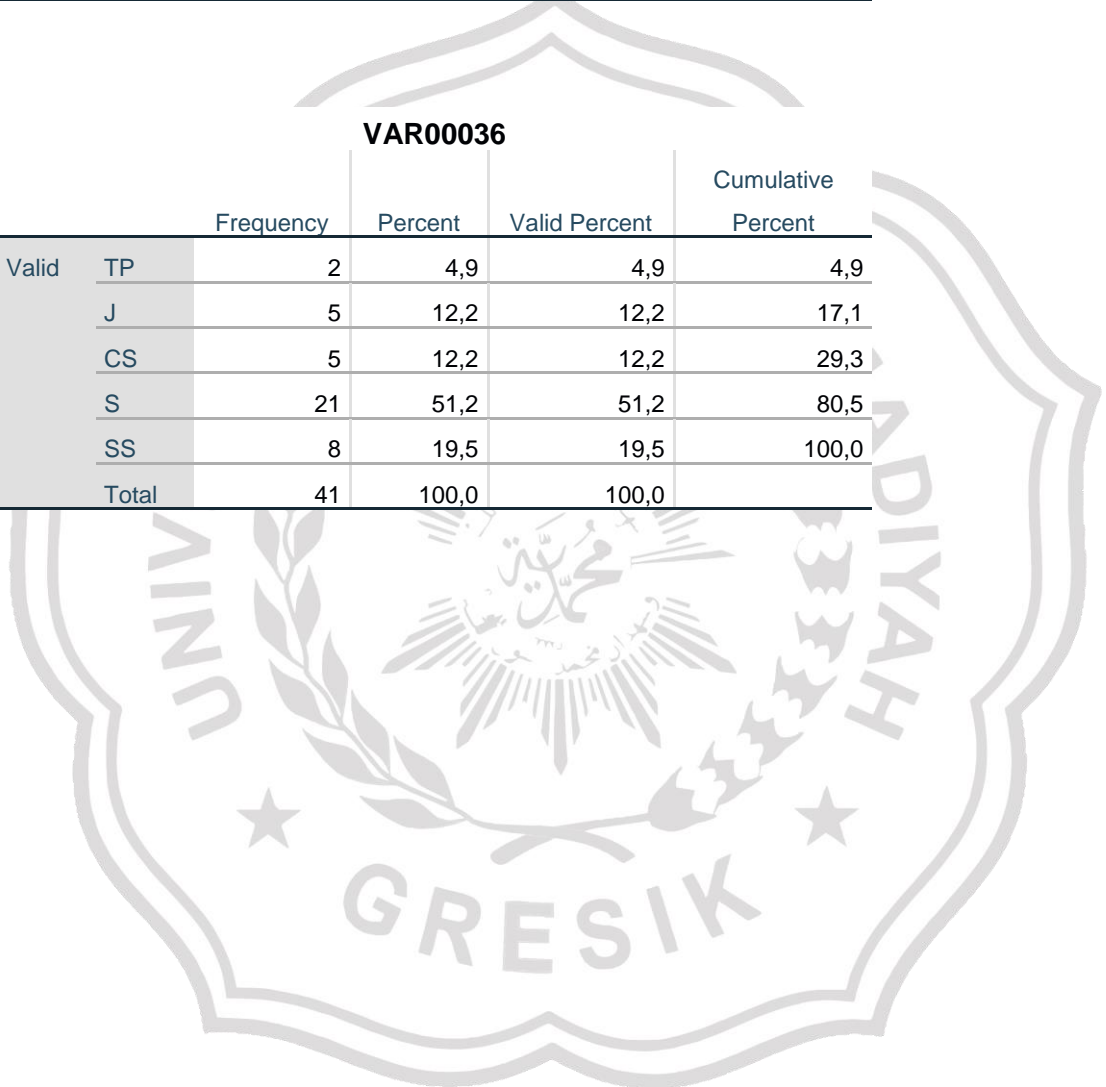 VAR00036
Frequency Percent Valid Percent Cumulative Percent
Valid TP 2 4,9 4,9 4,9
J 5 12,2 12,2 17,1
CS 5 12,2 12,2 29,3
S 21 51,2 51,2 80,5
SS 8 19,5 19,5 100,0
Total 41 100,0 100,0
UNIV
ADIYAH
GRESIK